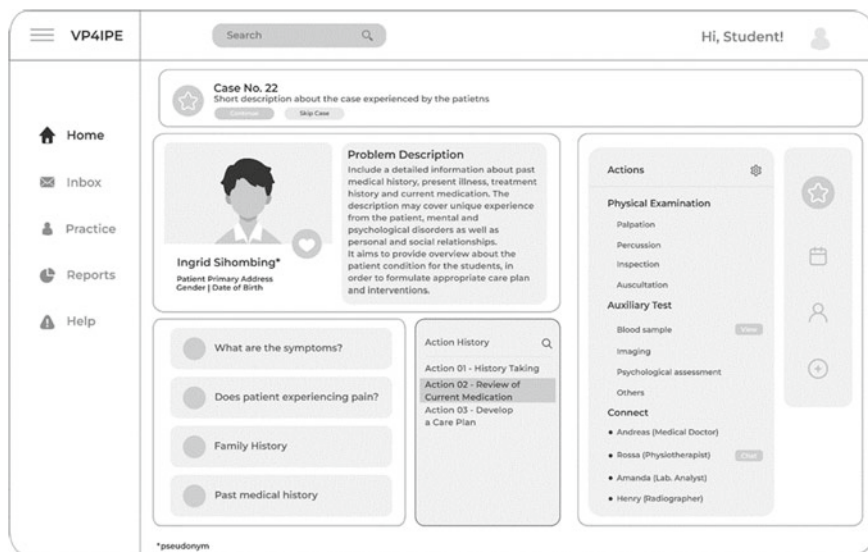 VP4IPE
Search
Hi, Student!
Home
Inbox
Practice
Reports
Help
Case No. 22
Short description about the case experienced by the patietns
Continue
Skip Case
Ingrid Sihombing*
Patient Primary Address
Gender | Date of Birth
Problem Description
Include a detailed information about past
medical history, present illness, treatment
history and current medication. The
description may cover unique experience
from the patient, mental and
psychological disorders as well as
personal and social relationships.
It aims to provide overview about the
patient condition for the students, in
order to formulate appropriate care plan
and interventions.
What are the symptoms?
Does patient experiencing pain?
Family History
Past medical history
Action History
Action 01 - History Taking
Action 02 - Review of
Current Medication
Action 03 - Develop
a Care Plan
Actions
Physical Examination
Palpation
Percussion
Inspection
Auscultation
Auxiliary Test
Blood sample
View
Imaging
Psychological assessment
Others
Connect
• Andreas (Medical Doctor)
• Rossa (Physiotherapist)
Chat
• Amanda (Lab. Analyst)
• Henry (Radiographer)
*pseudonym